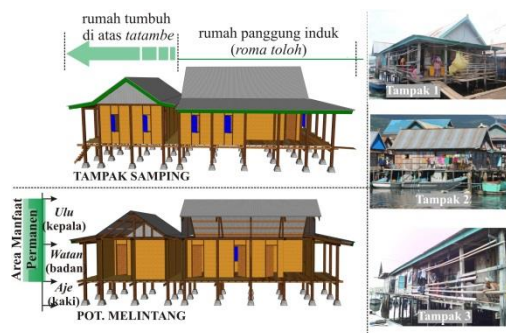 rumah tumbuh
di atas tatambe
rumah panggung induk
(roma toloh)
TAMPAK SAMPING
Area Manfaat
Permanen
Ulu
(kepala)
Watan
(badan
Aje
(kaki)
POT. MELINTANG
Tampak 1
Tampak 2
Tampak 3